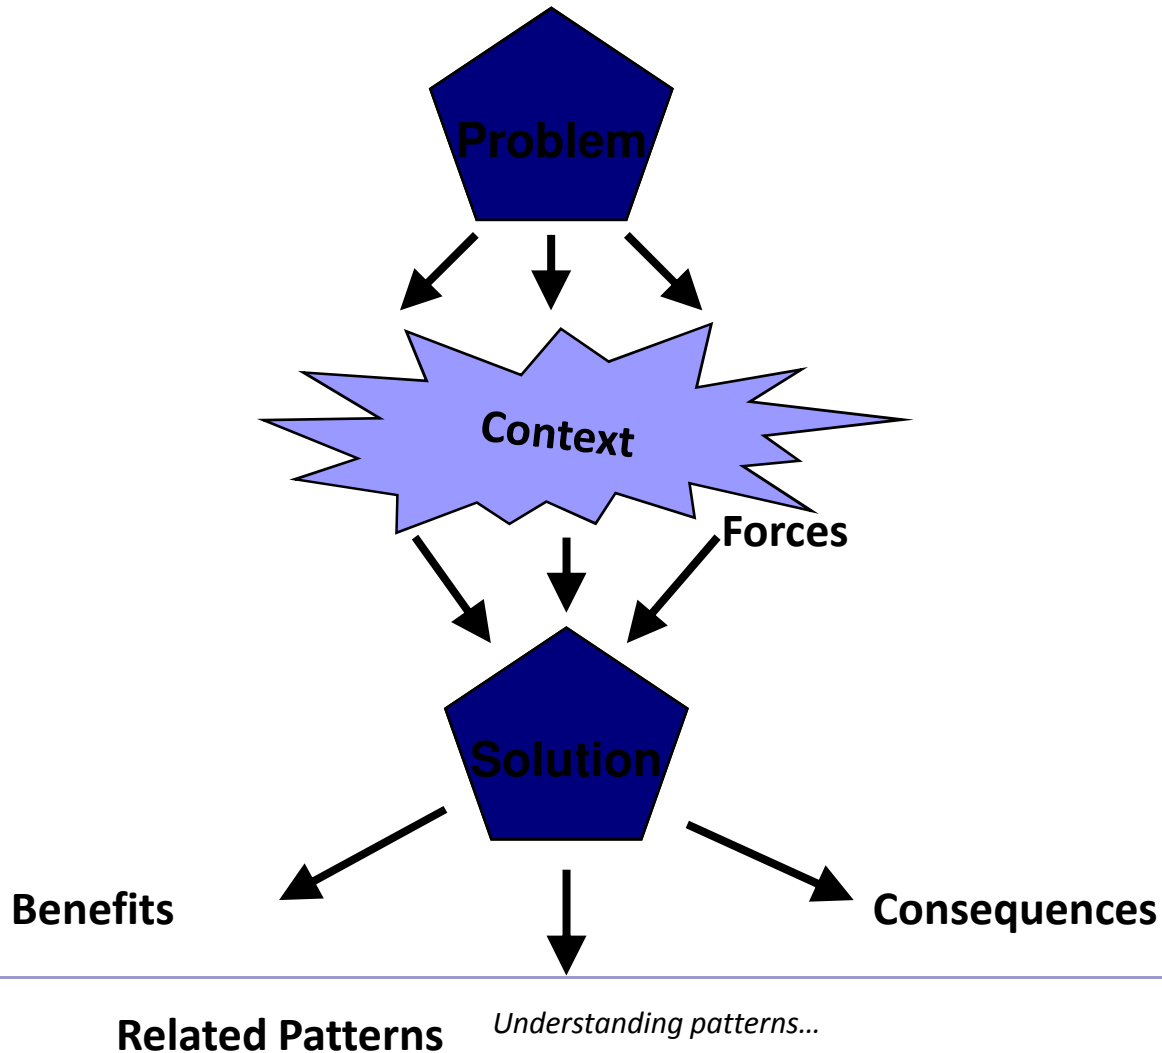 Problem
Context
Forces
Solution
Benefits
Consequences
Related Patterns
Understanding patterns…